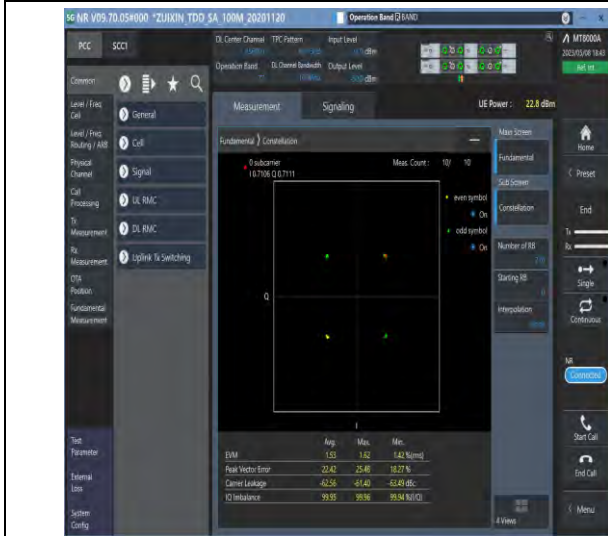 5G NR V09.70.05#000 *ZUIXIN_TDD_SA_100M_20201120
Operation Band BAND
MT8000A
2023/03/08 18:43
Ref. Int
PCC SCC1
DL Center Channel TPC Pattern Input Level
Operation Band DL Channel Bandwidth Output Level
Common
Level / Freq
Cell
Level / Freq
Routing / AxB
Physical
Channel
Call
Processing
Tx
Measurement
Rx
Measurement
OTA
Position
Fundamental
Measurement
Test
Parameter
External
Loss
System
Config
General
Cell
Signal
UL RMC
DL RMC
Uplink Tx Switching
Measurement Signaling
UE Power : 22.8 dBm
Fundamental Constellation
0 subcarrier
I 0.7106 Q 0.7111
Meas. Count : 10/ 10
even symbol
On
odd symbol
On
Q
I
Avg. Max. Min.
EVM 1.53 1.62 1.42 %(rms)
Peak Vector Error 22.42 25.48 18.27 %
Carrier Leakage -62.56 -61.40 -63.49 dBc
IQ Imbalance 99.95 99.96 99.94 %(I/Q)
Main Screen
Fundamental
Sub Screen
Constellation
Number of RB
Starting RB
0
Interpolation
4 Views
Home
Preset
End
Tx
Rx
Single
Continuous
NR
Connected
Start Call
End Call
Menu